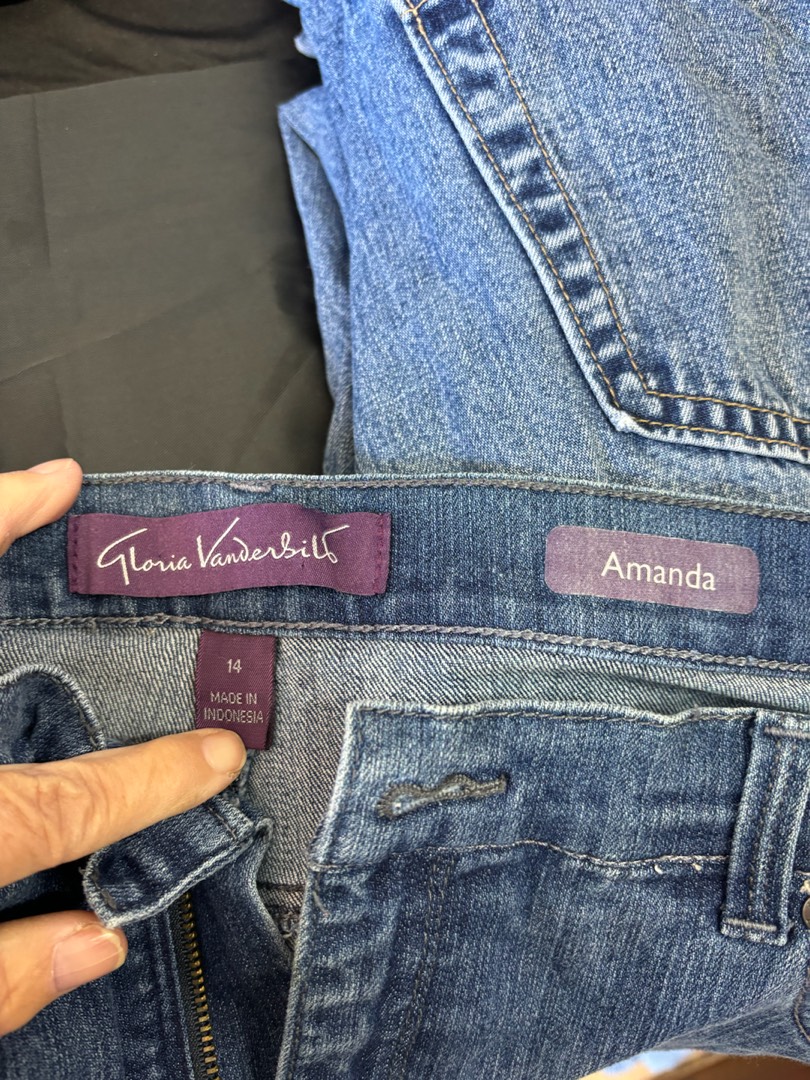 Gloria Vanderbilt
Amanda
14
MADE IN
INDONESIA